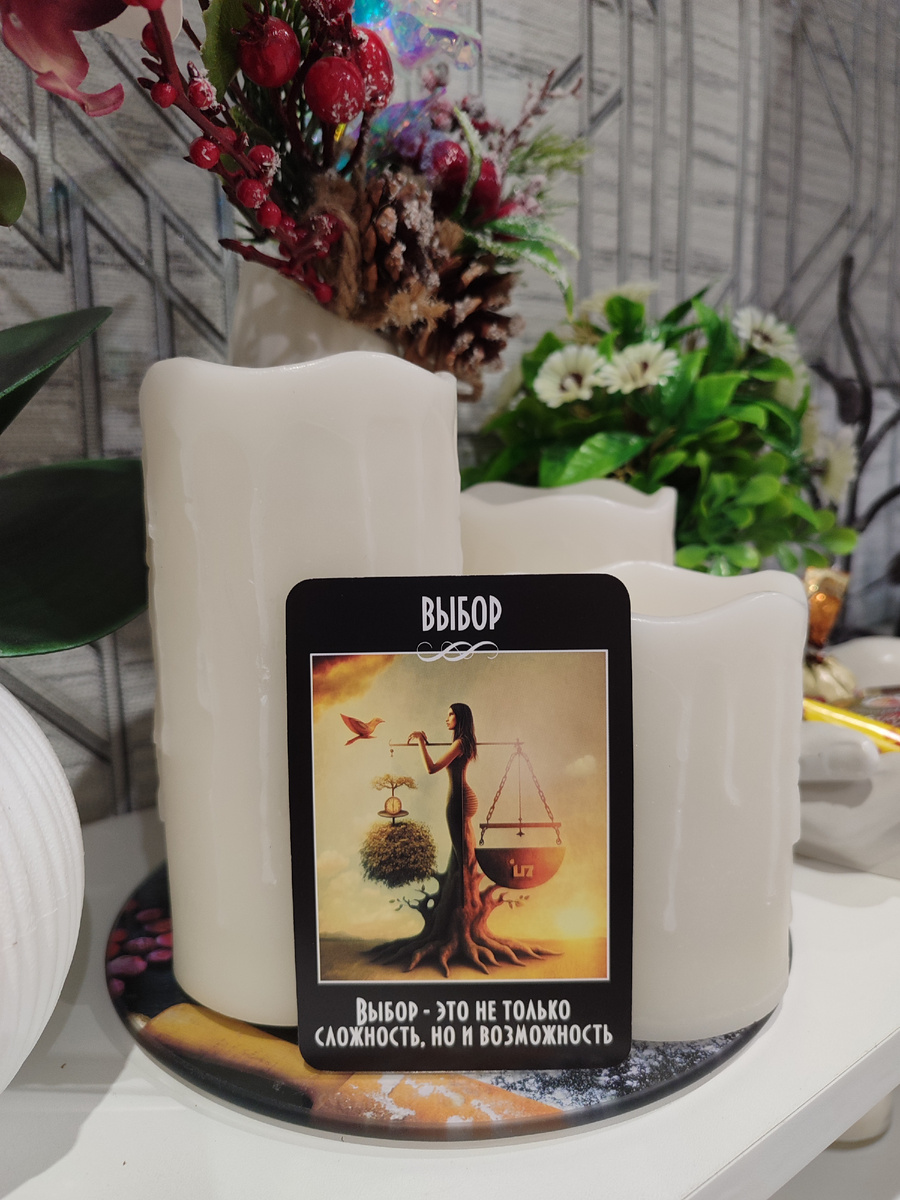 ВЫБОР
ВЫБОР - ЭТО НЕ ТОЛЬКО
СЛОЖНОСТЬ, НО И ВОЗМОЖНОСТЬ